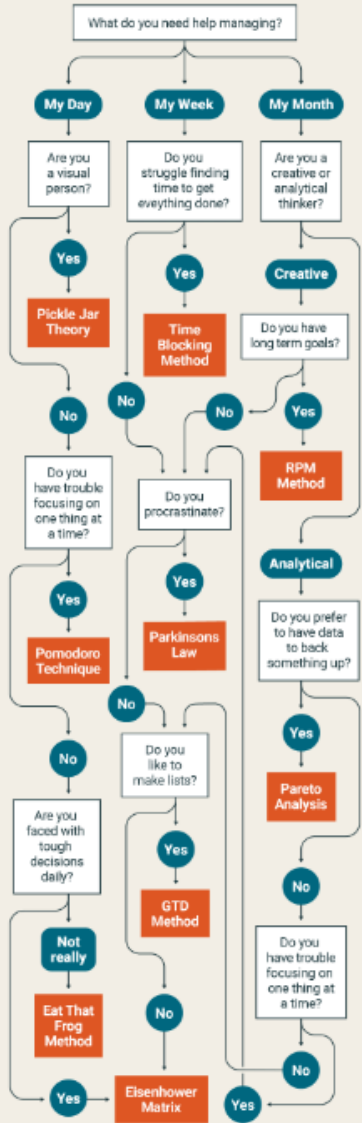 What do you need help managing?
My Day
My Week
My Month
Are you
a visual
person?
Do you
struggle finding
time to get
eveything done?
Are you a
creative or
analytical
thinker?
Yes
Yes
Creative
Pickle Jar
Theory
Time
Blocking
Method
Do you have
long term goals?
No
No
No
Yes
RPM
Method
Do you
have trouble
focusing on
one thing at
a time?
Do you
procrastinate?
Analytical
Yes
Yes
Do you prefer
to have data
to back
something up?
Pomodoro
Technique
Parkinsons
Law
No
No
Yes
Do you
like to
make lists?
Pareto
Analysis
Are you
faced with
tough
decisions
daily?
Yes
No
GTD
Method
Do you
have trouble
focusing on
one thing at
a time?
Not
really
No
Eat That
Frog
Method
No
Yes
Eisenhower
Matrix
Yes